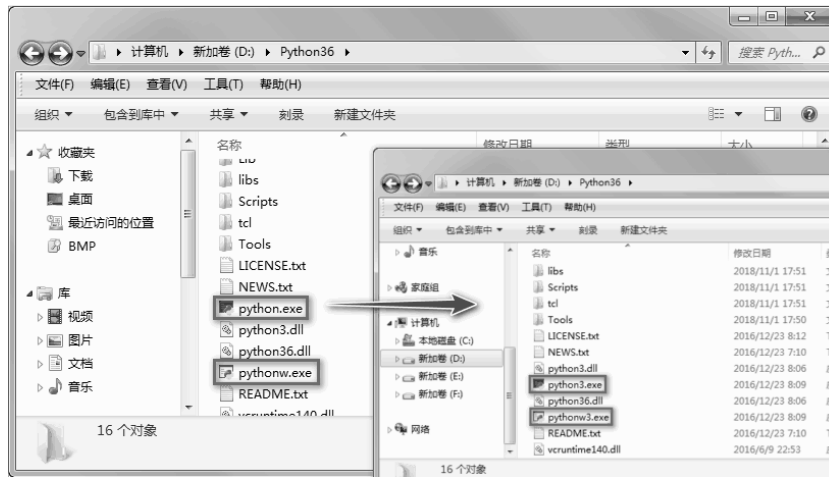 计算机 新加卷 (D:) Python36
搜索 Pyth...
文件(F) 编辑(E) 查看(V) 工具(T) 帮助(H)
组织 包含到库中 共享 刻录 新建文件夹
收藏夹
下载
桌面
最近访问的位置
BMP
库
视频
图片
文档
音乐
16 个对象
名称 修改日期 类型 大小
Lib
libs
Scripts
tcl
Tools
LICENSE.txt
NEWS.txt
python.exe
python3.dll
python36.dll
pythonw.exe
README.txt
vcruntime140.dll
计算机 新加卷 (D:) Python36
文件(F) 编辑(E) 查看(V) 工具(T) 帮助(H)
组织 包含到库中 共享 刻录 新建文件夹
音乐
家庭组
计算机
本地磁盘 (C:)
新加卷 (D:)
新加卷 (E:)
新加卷 (F:)
网络
名称 修改日期
libs 2018/11/1 17:51
Scripts 2018/11/1 17:51
tcl 2018/11/1 17:51
Tools 2018/11/1 17:50
LICENSE.txt 2016/12/23 8:12
NEWS.txt 2016/12/23 7:10
python3.dll 2016/12/23 8:06
python3.exe 2016/12/23 8:09
python36.dll 2016/12/23 8:06
pythonw3.exe 2016/12/23 8:09
README.txt 2016/12/23 7:10
vcruntime140.dll 2016/6/9 22:53
16 个对象